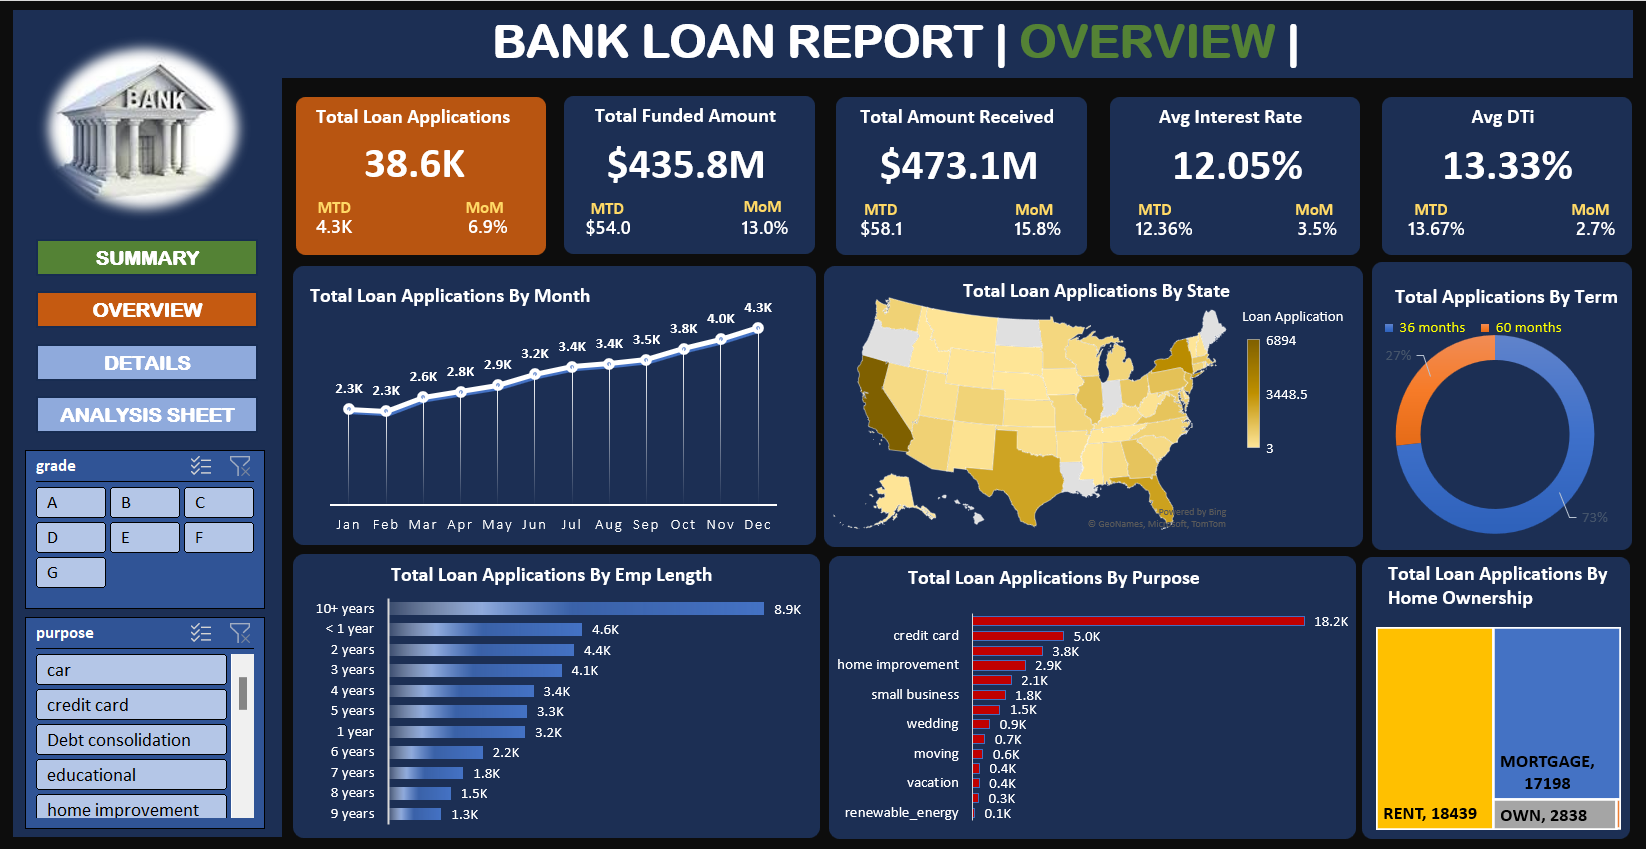 BANK LOAN REPORT | OVERVIEW |
BANK
SUMMARY
OVERVIEW
DETAILS
ANALYSIS SHEET
grade
A B C
D E F
G
purpose
car
credit card
Debt consolidation
educational
home improvement
Total Loan Applications
38.6K
MTD MoM
4.3K 6.9%
Total Funded Amount
$435.8M
MTD MoM
$54.0 13.0%
Total Amount Received
$473.1M
MTD MoM
$58.1 15.8%
Avg Interest Rate
12.05%
MTD MoM
12.36% 3.5%
Avg DTi
13.33%
MTD MoM
13.67% 2.7%
Total Loan Applications By Month
2.3K 2.3K 2.6K 2.8K 2.9K 3.2K 3.4K 3.4K 3.5K 3.8K 4.0K 4.3K
Jan Feb Mar Apr May Jun Jul Aug Sep Oct Nov Dec
Total Loan Applications By State
Loan Application
6894
3448.5
3
Powered by Bing
© GeoNames, Microsoft, TomTom
Total Applications By Term
36 months 60 months
27%
73%
Total Loan Applications By Emp Length
10+ years 8.9K
< 1 year 4.6K
2 years 4.4K
3 years 4.1K
4 years 3.4K
5 years 3.3K
1 year 3.2K
6 years 2.2K
7 years 1.8K
8 years 1.5K
9 years 1.3K
Total Loan Applications By Purpose
18.2K
credit card 5.0K
3.8K
home improvement 2.9K
2.1K
small business 1.8K
1.5K
wedding 0.9K
0.7K
moving 0.6K
0.4K
vacation 0.4K
0.3K
renewable_energy 0.1K
Total Loan Applications By
Home Ownership
RENT, 18439
MORTGAGE,
17198
OWN, 2838